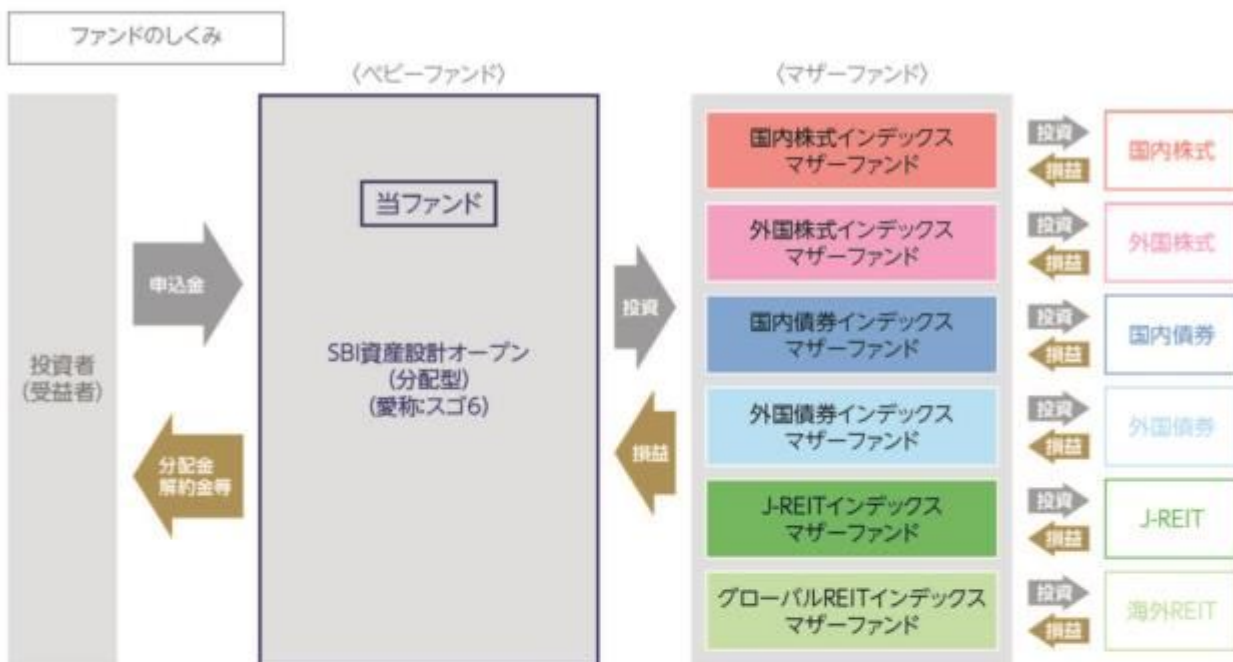 ファンドのしくみ
〈ベビーファンド〉
〈マザーファンド〉
投資者
(受益者)
申込金
分配金
解約金等
当ファンド
SBI資産設計オープン
(分配型)
(愛称:スゴ6)
投資
損益
国内株式インデックス
マザーファンド
投資
損益
国内株式
外国株式インデックス
マザーファンド
投資
損益
外国株式
国内債券インデックス
マザーファンド
投資
損益
国内債券
外国債券インデックス
マザーファンド
投資
損益
外国債券
J-REITインデックス
マザーファンド
投資
損益
J-REIT
グローバルREITインデックス
マザーファンド
投資
損益
海外REIT